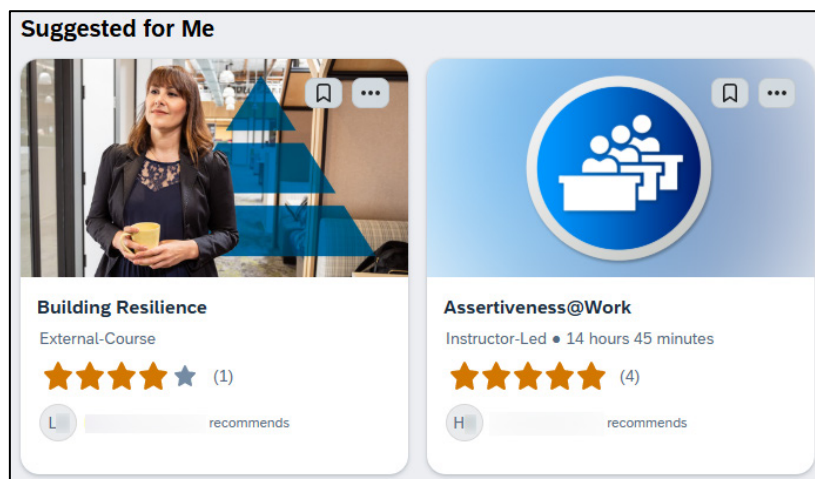 Suggested for Me
Building Resilience
External-Course
(1)
L
recommends
Assertiveness@Work
Instructor-Led • 14 hours 45 minutes
(4)
H
recommends